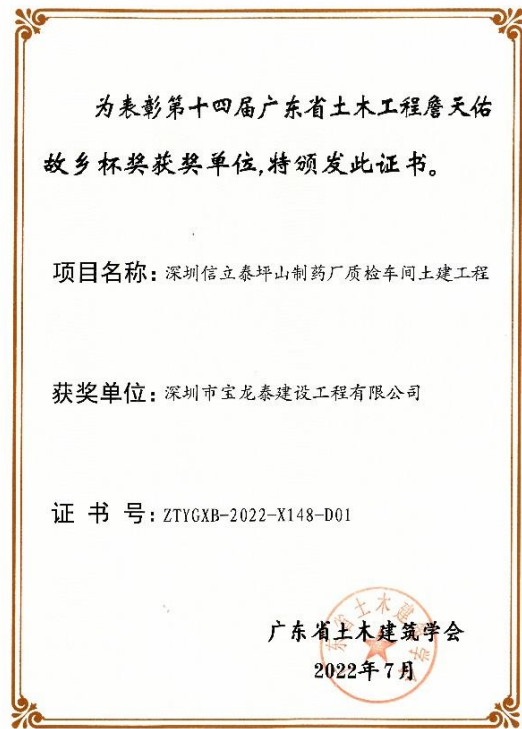 为表彰第十四届广东省土木工程詹天佑
故乡杯奖获奖单位,特颁发此证书。
项目名称: 深圳信立泰坪山制药厂质检车间土建工程
获奖单位: 深圳市宝龙泰建设工程有限公司
证 书 号: ZTYGXB-2022-X148-D01
广东省土木建筑学会
2022年7月